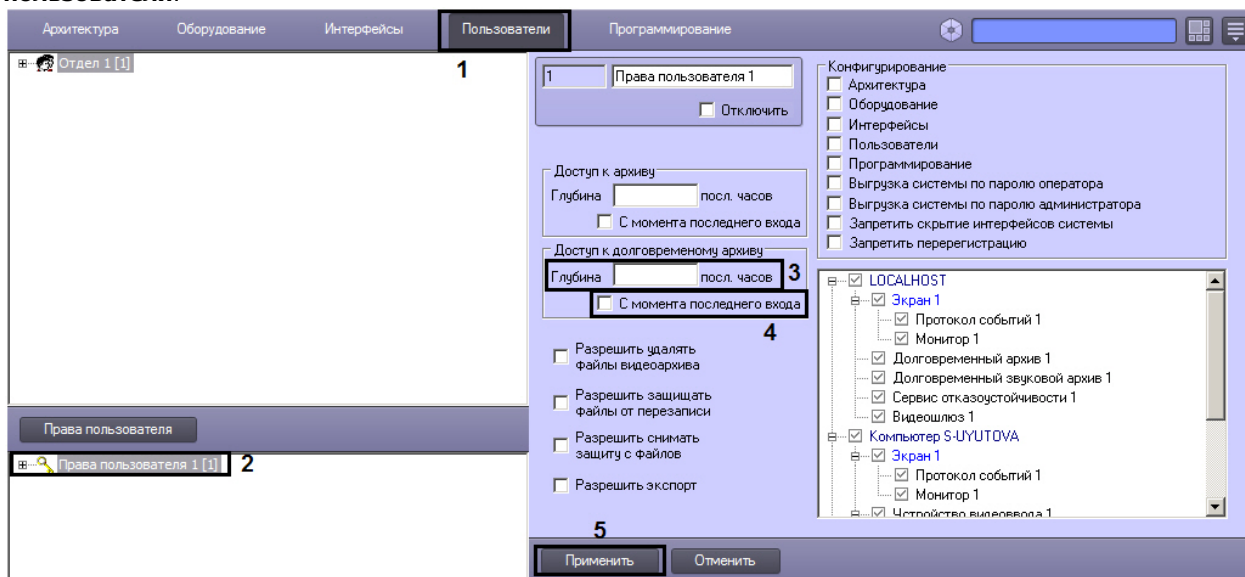 пользователя.
Архитектура Оборудование Интерфейсы Пользователи Программирование
1
Отдел 1 [1]
1 Права пользователя 1
Отключить
Доступ к архиву
Глубина посл. часов
С момента последнего входа
Доступ к долговременому архиву
Глубина посл. часов 3
С момента последнего входа
4
Разрешить удалять
файлы видеоархива
Разрешить защищать
файлы от перезаписи
Разрешить снимать
защиту с файлов
Разрешить экспорт
Конфигурирование
Архитектура
Оборудование
Интерфейсы
Пользователи
Программирование
Выгрузка системы по паролю оператора
Выгрузка системы по паролю администратора
Запретить скрытие интерфейсов системы
Запретить перерегистрацию
LOCALHOST
Экран 1
Протокол событий 1
Монитор 1
Долговременный архив 1
Долговременный звуковой архив 1
Сервис отказоустойчивости 1
Видеошлюз 1
Компьютер S-UYUTOVA
Экран 1
Протокол событий 1
Монитор 1
Устройство видеоввода 1
Права пользователя
Права пользователя 1 [1] 2
5
Применить Отменить